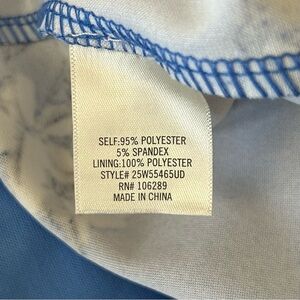 SELF:95% POLYESTER
5% SPANDEX
LINING:100% POLYESTER
STYLE# 25W55465UD
RN# 106289
MADE IN CHINA